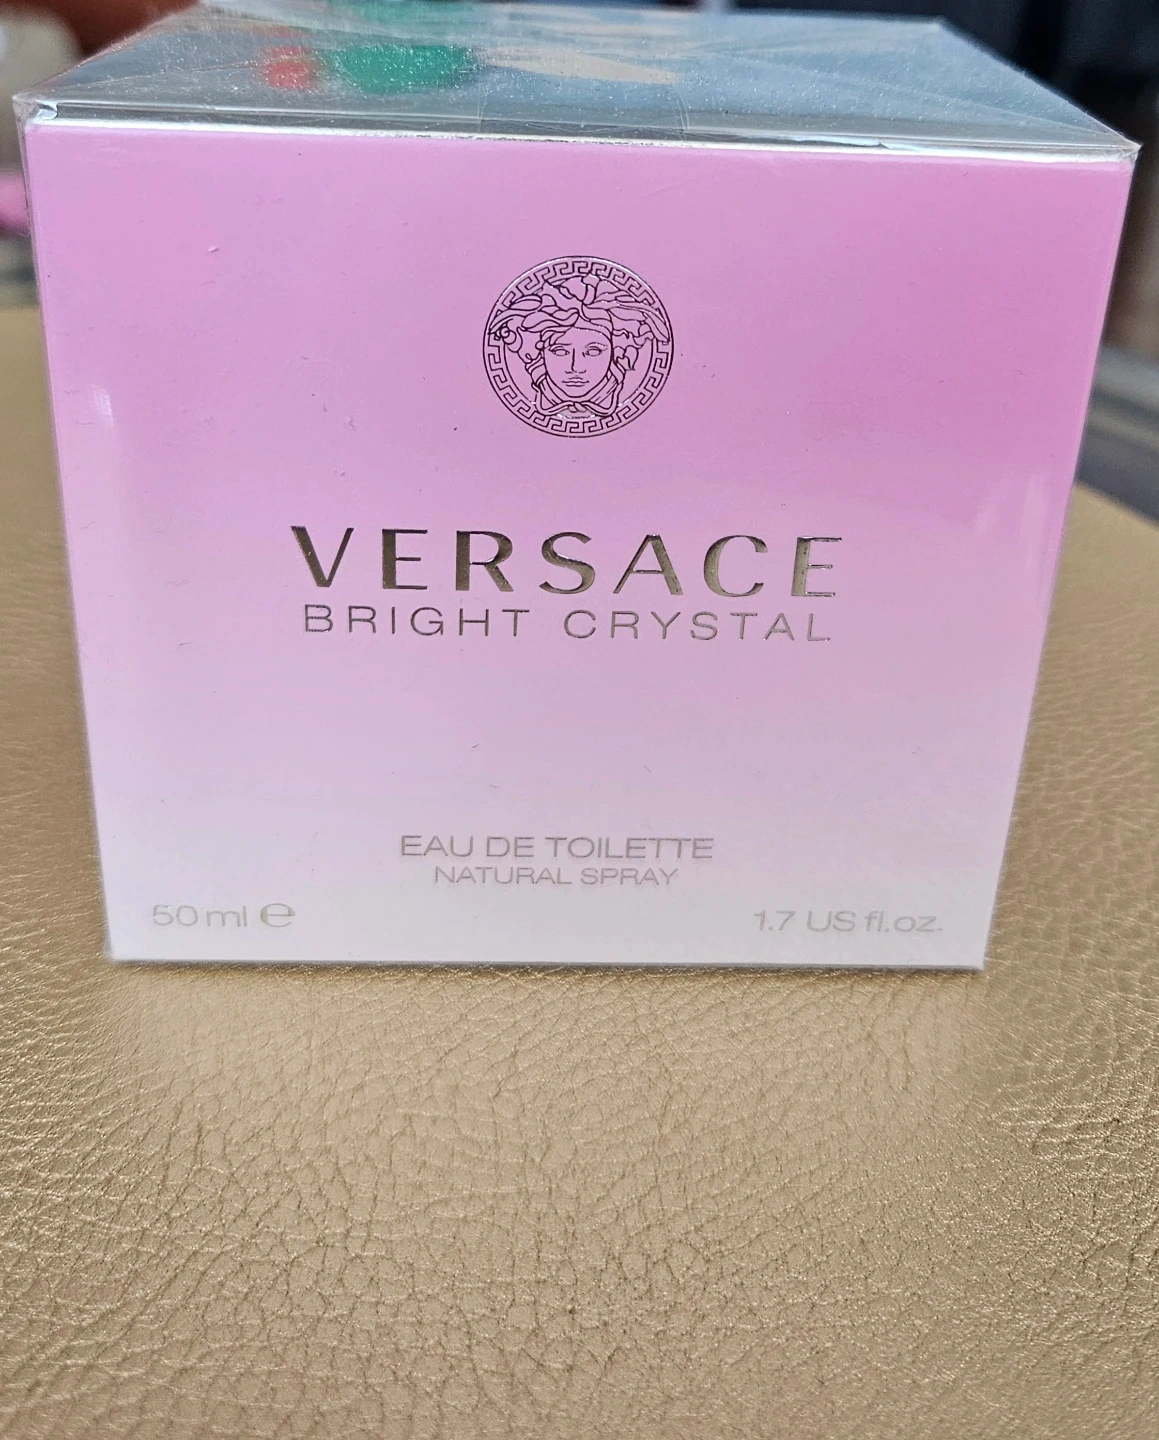 VERSACE
BRIGHT CRYSTAL
EAU DE TOILETTE
NATURAL SPRAY
50 ml ℮
1.7 US fl.oz.